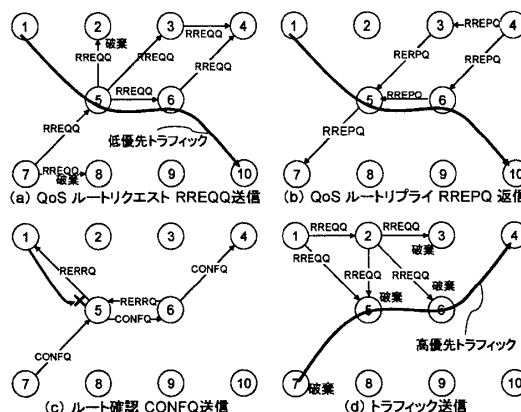 1 2 3 4
破棄
RREQQ
RREQQ RREQQ RREQQ RREQQ
5 RREQQ 6
RREQQ
低優先トラフィック
7 RREQQ 8 9 10
破棄
(a) QoS ルートリクエスト RREQQ送信
1 2 3 RREPQ 4
RERPQ RREPQ
5 RREPQ 6
RREPQ
7 8 9 10
(b) QoS ルートリプライ RREPQ 返信
1 2 3 4
RERRQ CONFQ
5 RERRQ 6
CONFQ
CONFQ
7 8 9 10
(c) ルート確認 CONFQ送信
1 RREQQ 2 RREQQ 3 4
破棄
RREQQ RREQQ RREQQ
破棄 破棄
5 6
高優先トラフィック
7 破棄 8 9 10
(d) トラフィック送信